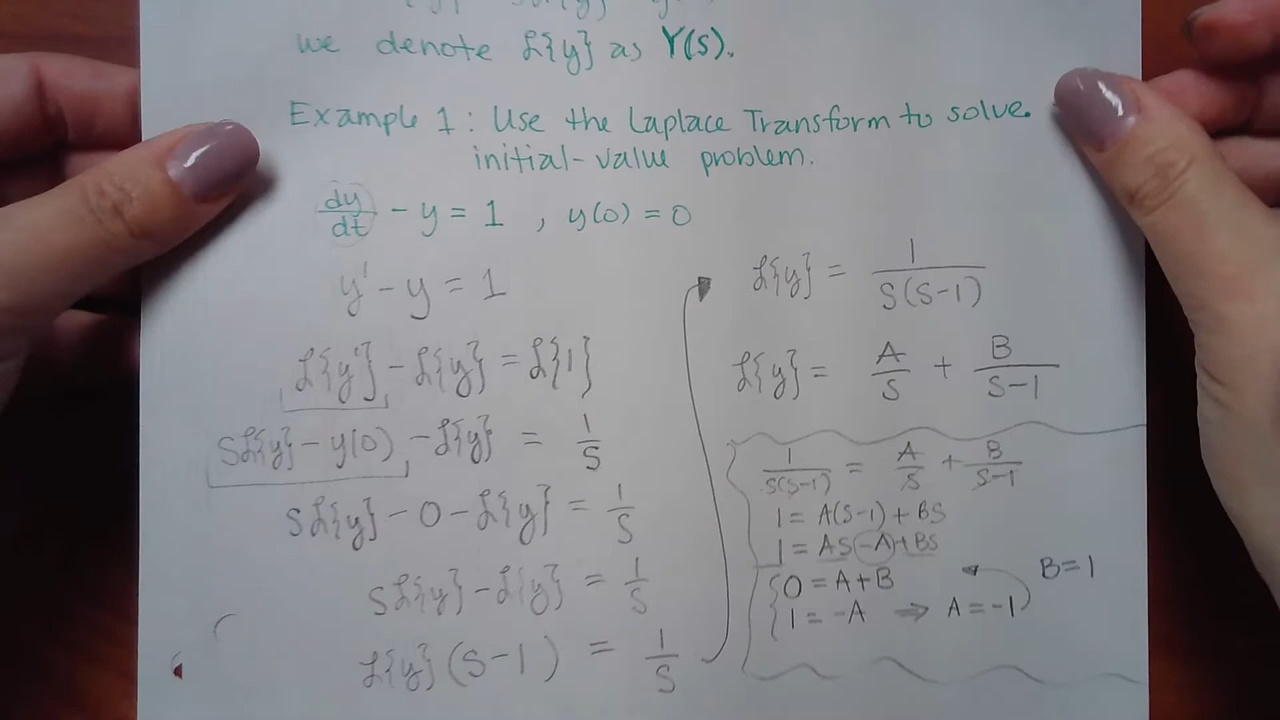 we denote ℒ{y} as Y(s).
Example 1: Use the Laplace Transform to solve
initial-value problem.
dy/dt - y = 1 , y(0) = 0
y' - y = 1
ℒ{y'} - ℒ{y} = ℒ{1}
sℒ{y} - y(0) - ℒ{y} = 1/s
sℒ{y} - 0 - ℒ{y} = 1/s
sℒ{y} - ℒ{y} = 1/s
ℒ{y}(s-1) = 1/s
ℒ{y} = 1/(s(s-1))
ℒ{y} = A/s + B/(s-1)
1/(s(s-1)) = A/s + B/(s-1)
1 = A(s-1) + Bs
1 = As - A + Bs
0 = A + B
B = 1
1 = -A ⇒ A = -1